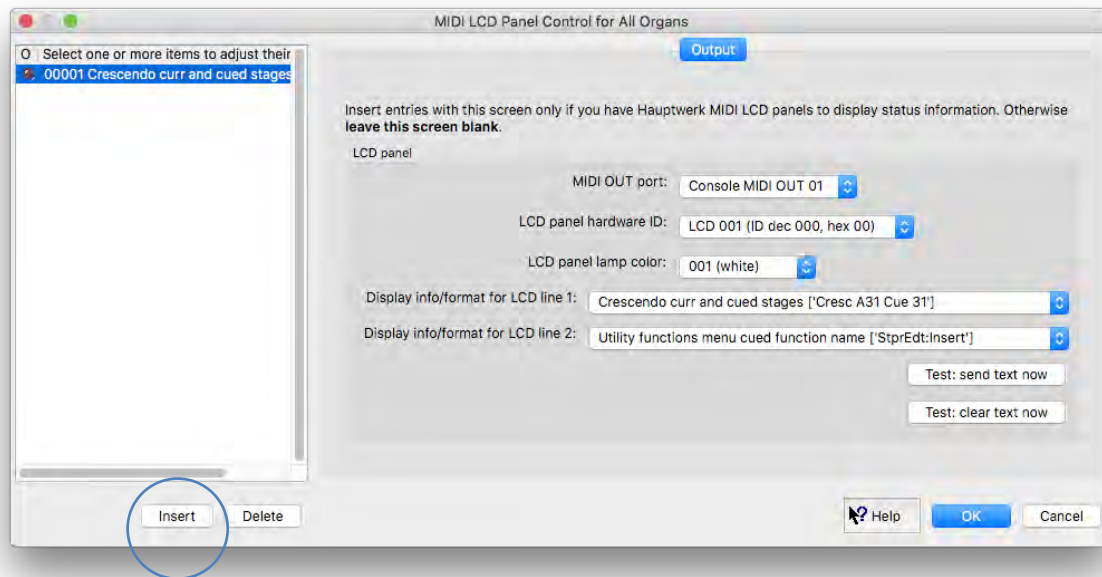 MIDI LCD Panel Control for All Organs
O Select one or more items to adjust their
00001 Crescendo curr and cued stages
Output
Insert entries with this screen only if you have Hauptwerk MIDI LCD panels to display status information. Otherwise
leave this screen blank.
LCD panel
MIDI OUT port: Console MIDI OUT 01
LCD panel hardware ID: LCD 001 (ID dec 000, hex 00)
LCD panel lamp color: 001 (white)
Display info/format for LCD line 1: Crescendo curr and cued stages ['Cresc A31 Cue 31']
Display info/format for LCD line 2: Utility functions menu cued function name ['StprEdt:Insert']
Test: send text now
Test: clear text now
Insert Delete ? Help OK Cancel